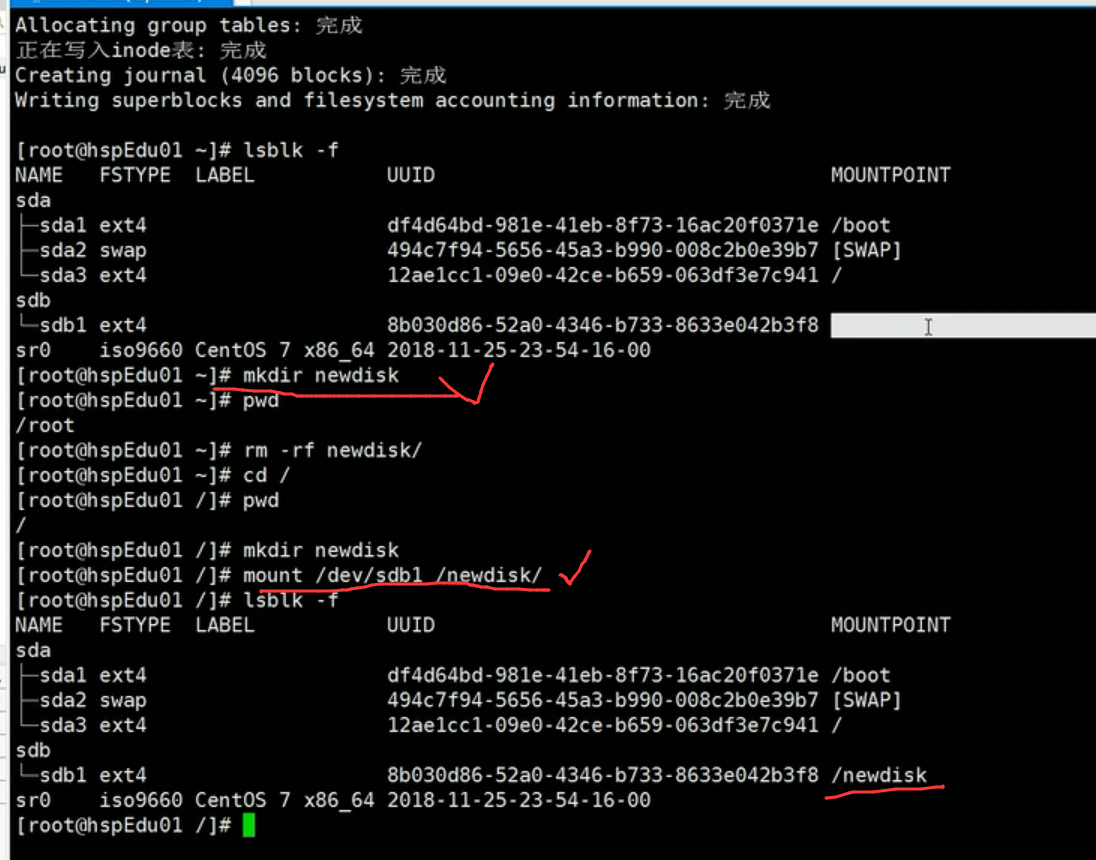 Allocating group tables: 完成
正在写入inode表: 完成
Creating journal (4096 blocks): 完成
Writing superblocks and filesystem accounting information: 完成
[root@hspEdu01 ~]# lsblk -f
NAME   FSTYPE  LABEL           UUID                                 MOUNTPOINT
sda
├─sda1 ext4                    df4d64bd-981e-41eb-8f73-16ac20f0371e /boot
├─sda2 swap                    494c7f94-5656-45a3-b990-008c2b0e39b7 [SWAP]
└─sda3 ext4                    12ae1cc1-09e0-42ce-b659-063df3e7c941 /
sdb
└─sdb1 ext4                    8b030d86-52a0-4346-b733-8633e042b3f8
sr0    iso9660 CentOS 7 x86_64 2018-11-25-23-54-16-00
[root@hspEdu01 ~]# mkdir newdisk
[root@hspEdu01 ~]# pwd
/root
[root@hspEdu01 ~]# rm -rf newdisk/
[root@hspEdu01 ~]# cd /
[root@hspEdu01 /]# pwd
/
[root@hspEdu01 /]# mkdir newdisk
[root@hspEdu01 /]# mount /dev/sdb1 /newdisk/
[root@hspEdu01 /]# lsblk -f
NAME   FSTYPE  LABEL           UUID                                 MOUNTPOINT
sda
├─sda1 ext4                    df4d64bd-981e-41eb-8f73-16ac20f0371e /boot
├─sda2 swap                    494c7f94-5656-45a3-b990-008c2b0e39b7 [SWAP]
└─sda3 ext4                    12ae1cc1-09e0-42ce-b659-063df3e7c941 /
sdb
└─sdb1 ext4                    8b030d86-52a0-4346-b733-8633e042b3f8 /newdisk
sr0    iso9660 CentOS 7 x86_64 2018-11-25-23-54-16-00
[root@hspEdu01 /]#